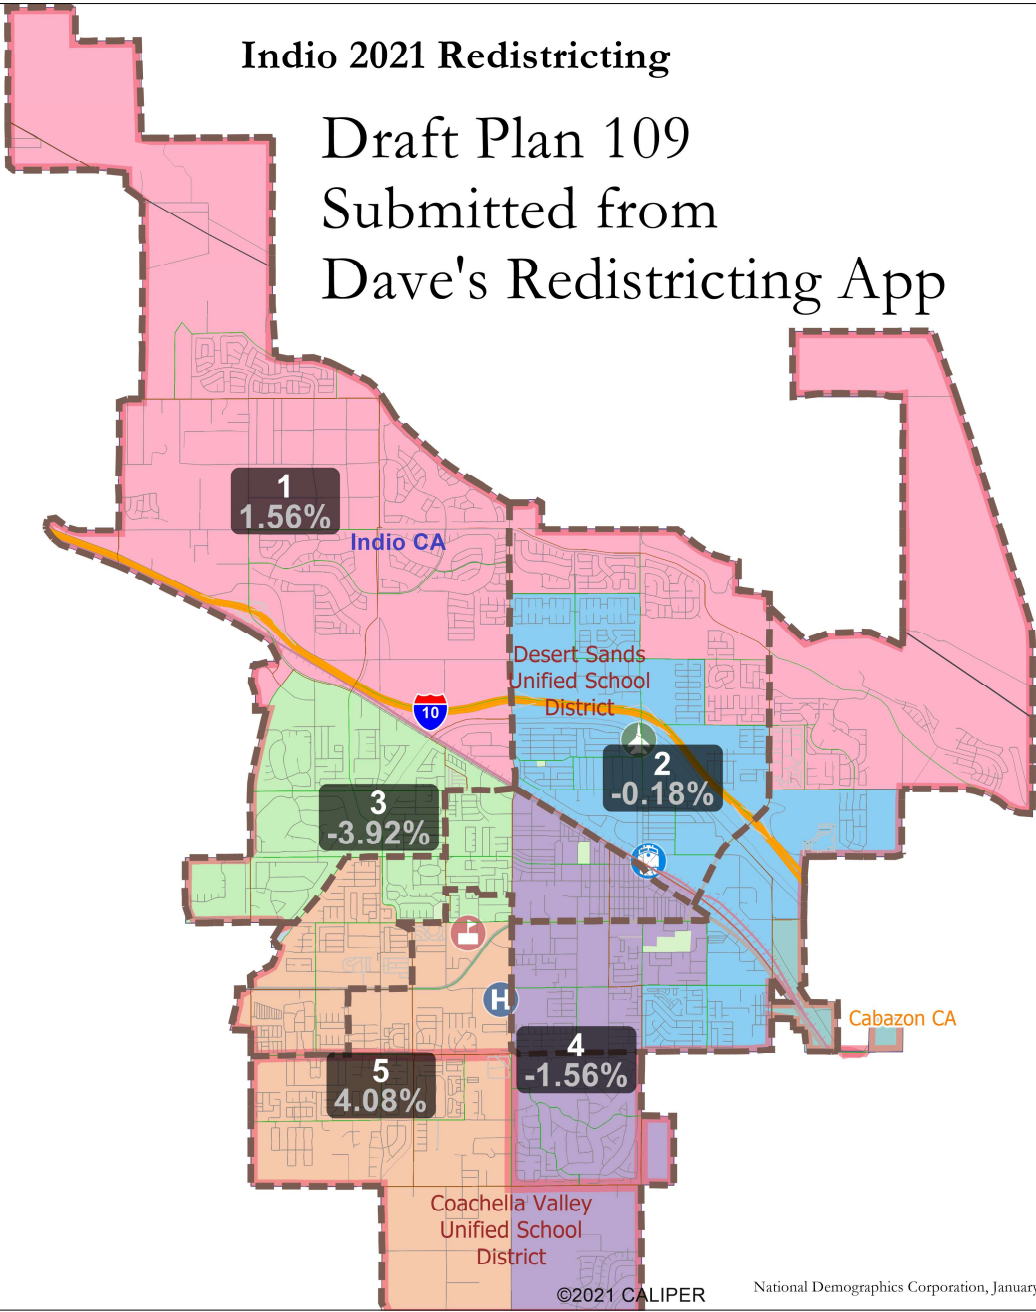 Indio 2021 Redistricting
Draft Plan 109
Submitted from
Dave's Redistricting App
1
1.56%
Indio CA
Desert Sands
Unified School
District
10
2
-0.18%
3
-3.92%
H
Cabazon CA
4
-1.56%
5
4.08%
Coachella Valley
Unified School
District
©2021 CALIPER
National Demographics Corporation, January